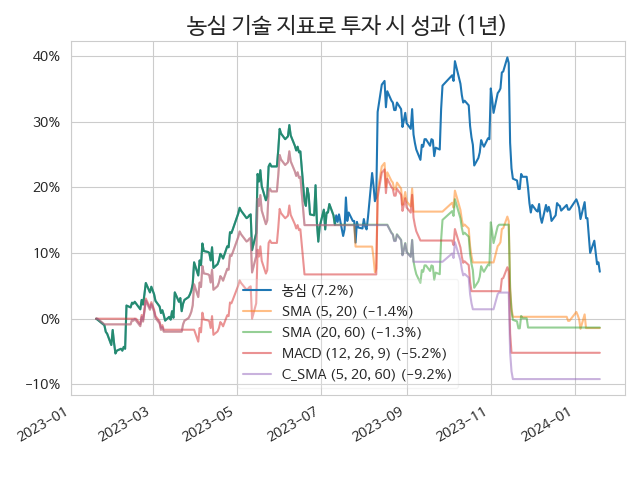 농심 기술 지표로 투자 시 성과 (1년)
40%
30%
20%
10%
0%
−10%
농심 (7.2%)
SMA (5, 20) (−1.4%)
SMA (20, 60) (−1.3%)
MACD (12, 26, 9) (−5.2%)
C_SMA (5, 20, 60) (−9.2%)
2023−01
2023−03
2023−05
2023−07
2023−09
2023−11
2024−01